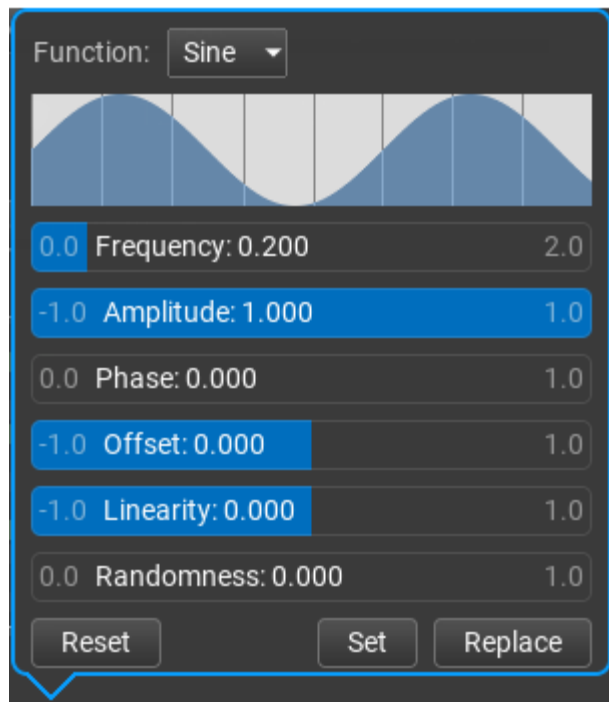 Function: Sine
0.0 Frequency: 0.200 2.0
-1.0 Amplitude: 1.000 1.0
0.0 Phase: 0.000 1.0
-1.0 Offset: 0.000 1.0
-1.0 Linearity: 0.000 1.0
0.0 Randomness: 0.000 1.0
Reset Set Replace